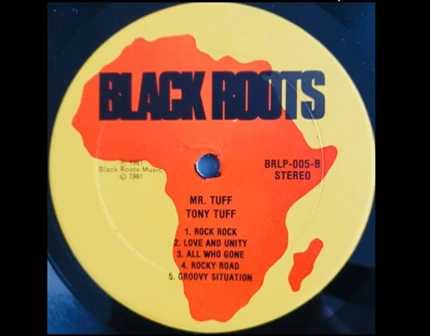 BLACK ROOTS
℗ 1981
Black Roots Music
© 1981
BRLP-005-B
STEREO
MR. TUFF
TONY TUFF
1. ROCK ROCK
2. LOVE AND UNITY
3. ALL WHO GONE
4. ROCKY ROAD
5. GROOVY SITUATION